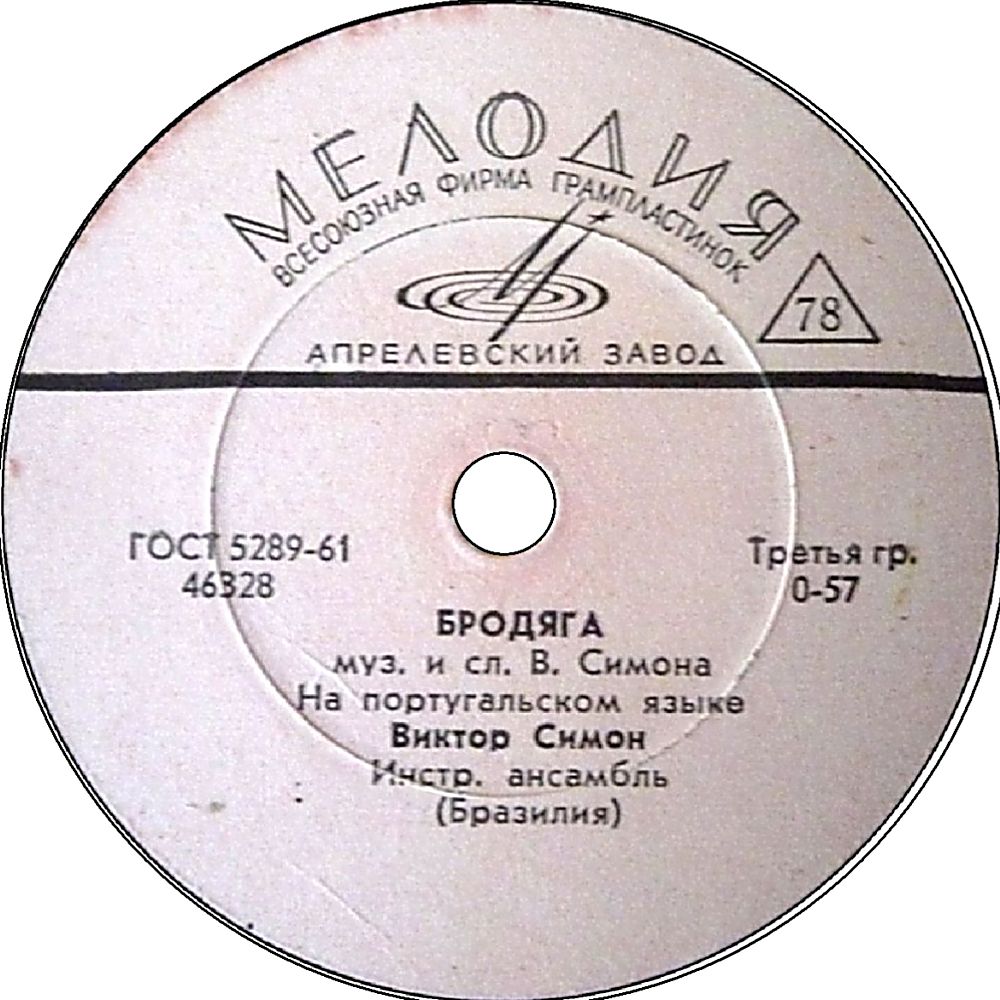 МЕЛОДИЯ
ВСЕСОЮЗНАЯ ФИРМА ГРАМПЛАСТИНОК
78
АПРЕЛЕВСКИЙ ЗАВОД
ГОСТ 5289-61
46328
Третья гр.
0-57
БРОДЯГА
муз. и сл. В. Симона
На португальском языке
Виктор Симон
Инстр. ансамбль
(Бразилия)